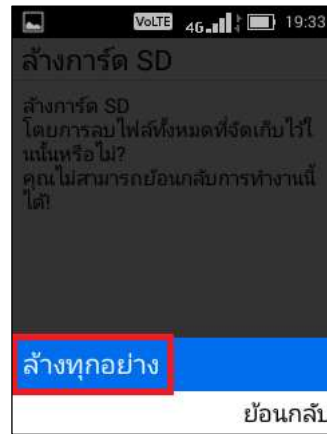 VoLTE 4G 19:33
ล้างการ์ด SD
ล้างการ์ด SD
โดยการลบไฟล์ทั้งหมดที่จัดเก็บไว้ใ
นนั้นหรือไม่?
คุณไม่สามารถย้อนกลับการทำงานนี้
ได้!
ล้างทุกอย่าง
ย้อนกลับ